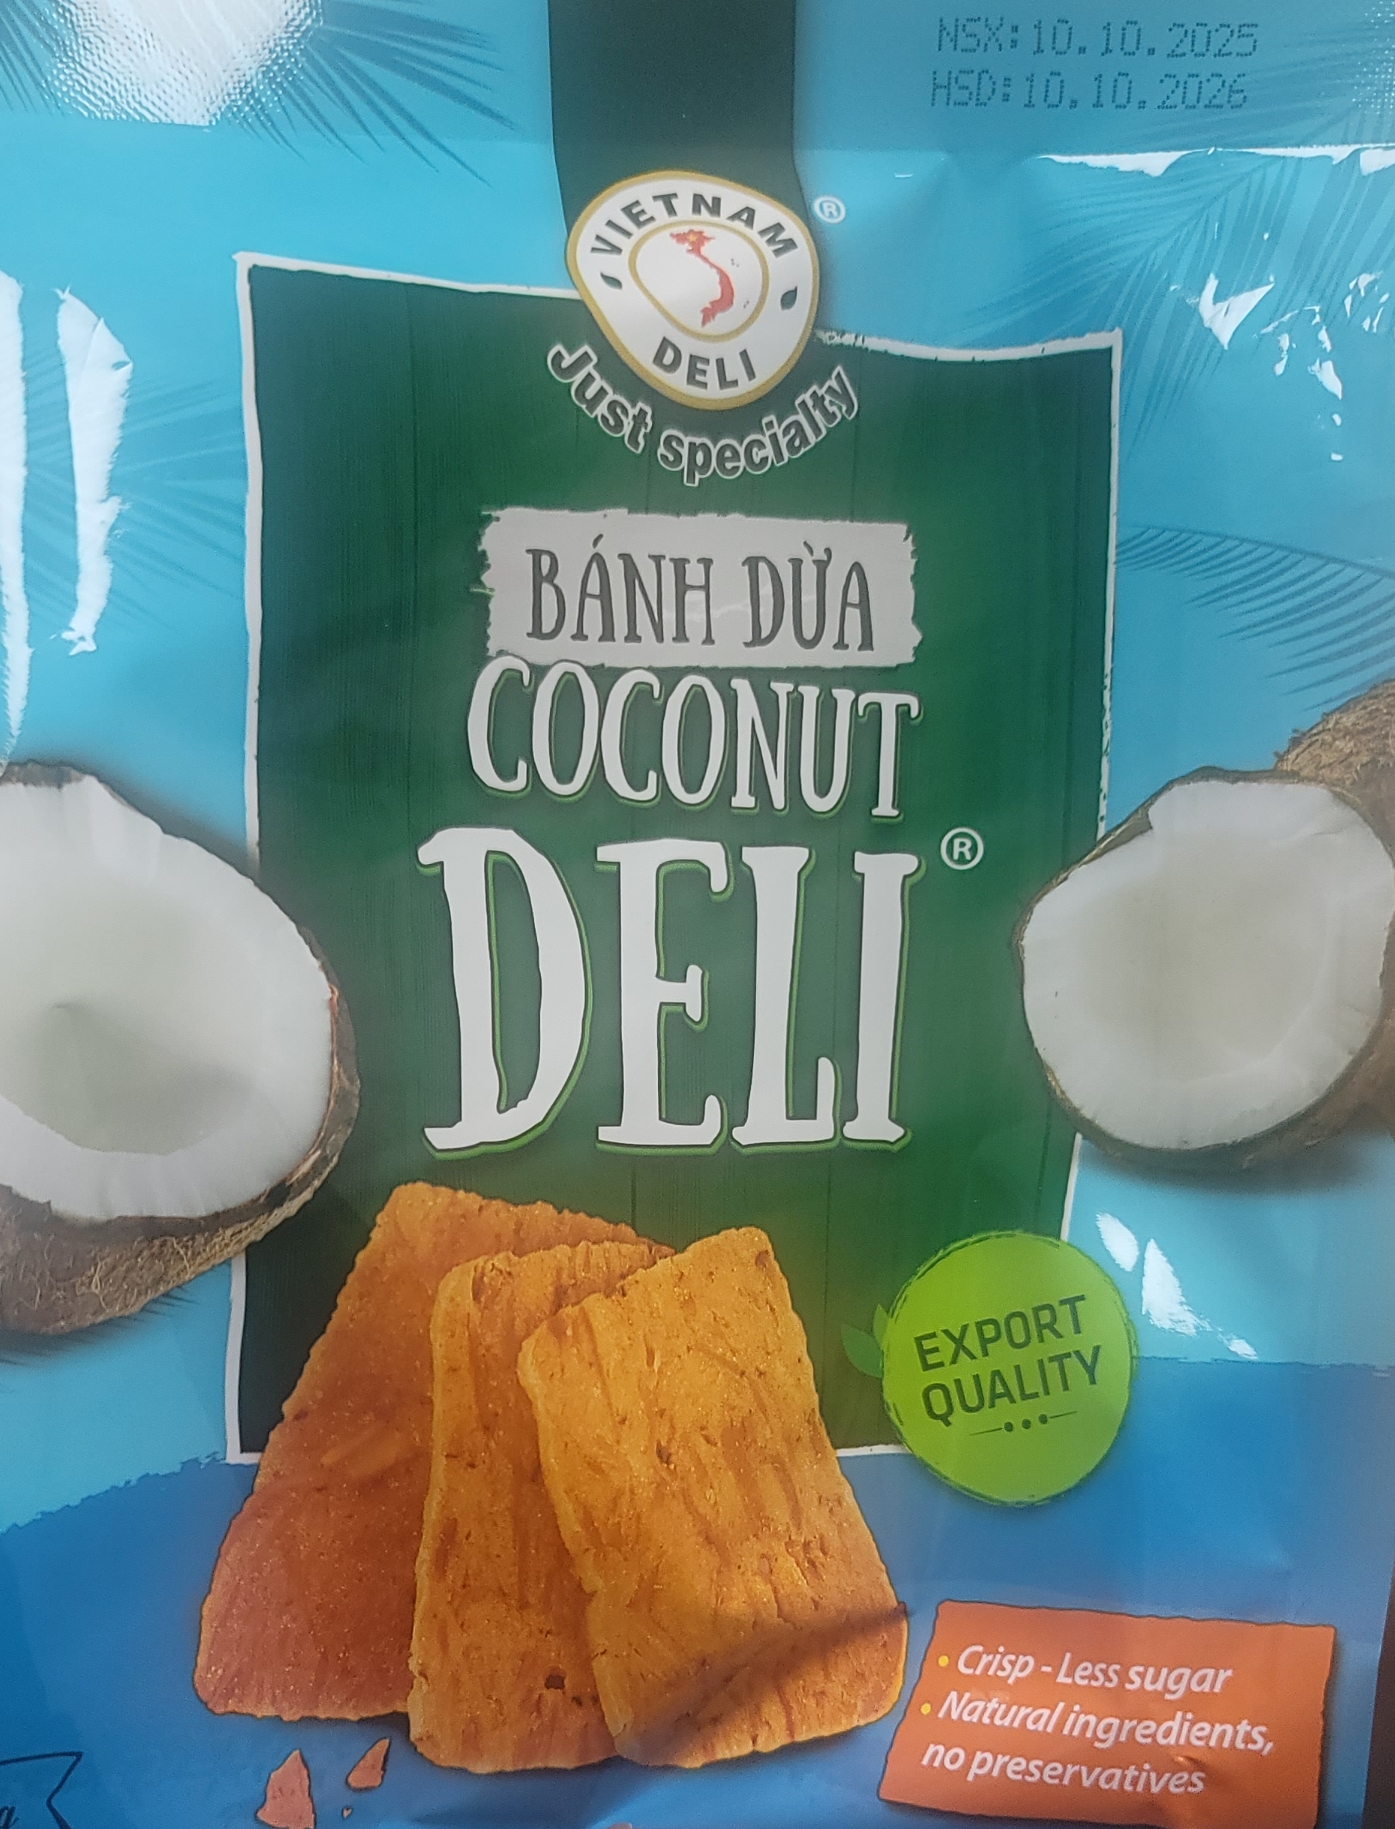 NSX: 10.10.2025
HSD: 10.10.2026
VIETNAM
DELI
®
Just specialty
BÁNH DỪA
COCONUT
DELI®
EXPORT
QUALITY
• Crisp - Less sugar
• Natural ingredients,
no preservatives